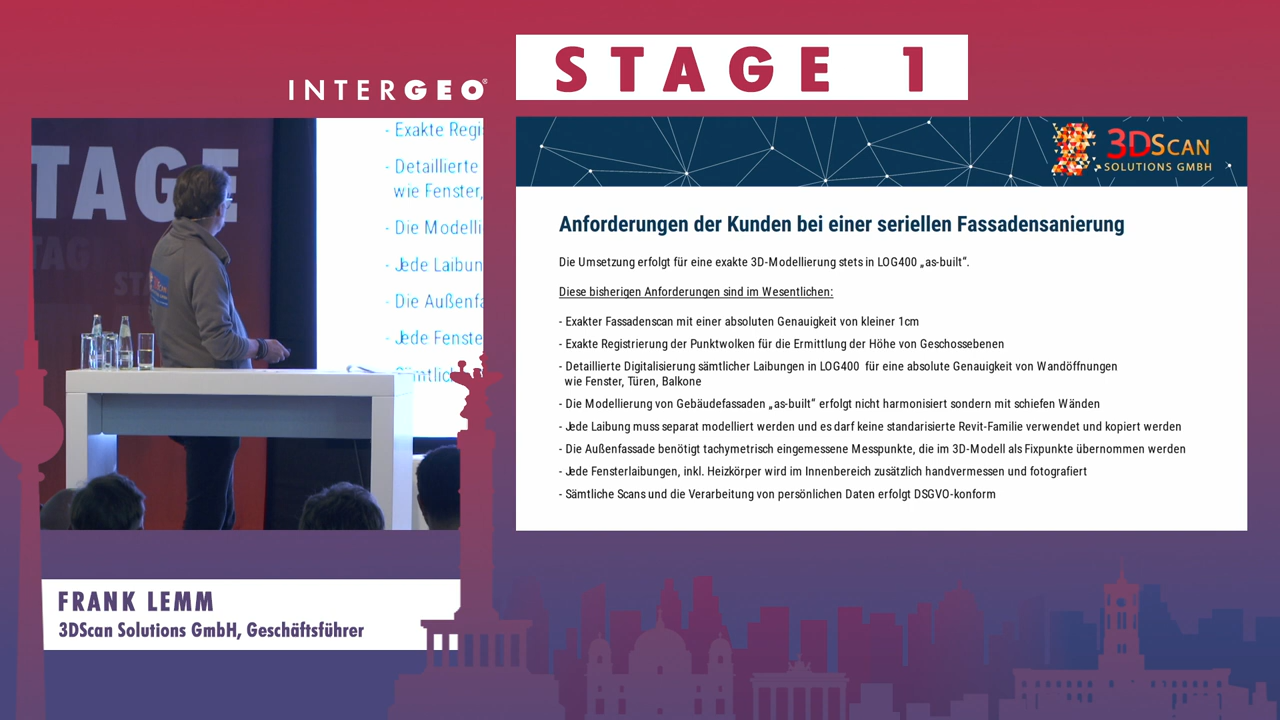 STAGE 1
INTERGEO®
TAGE
TAG
ST
- Exakte Regi
- Detaillierte
wie Fenster,
- Die Modelli
- Jede Laibun
- Die Außenfa
- Jede Fenste
- Sämtlic
3DSCAN
SOLUTIONS GMBH
Anforderungen der Kunden bei einer seriellen Fassadensanierung
Die Umsetzung erfolgt für eine exakte 3D-Modellierung stets in LOG400 „as-built“.
Diese bisherigen Anforderungen sind im Wesentlichen:
- Exakter Fassadenscan mit einer absoluten Genauigkeit von kleiner 1cm
- Exakte Registrierung der Punktwolken für die Ermittlung der Höhe von Geschossebenen
- Detaillierte Digitalisierung sämtlicher Laibungen in LOG400 für eine absolute Genauigkeit von Wandöffnungen
wie Fenster, Türen, Balkone
- Die Modellierung von Gebäudefassaden „as-built“ erfolgt nicht harmonisiert sondern mit schiefen Wänden
- Jede Laibung muss separat modelliert werden und es darf keine standarisierte Revit-Familie verwendet und kopiert werden
- Die Außenfassade benötigt tachymetrisch eingemessene Messpunkte, die im 3D-Modell als Fixpunkte übernommen werden
- Jede Fensterlaibungen, inkl. Heizkörper wird im Innenbereich zusätzlich handvermessen und fotografiert
- Sämtliche Scans und die Verarbeitung von persönlichen Daten erfolgt DSGVO-konform
FRANK LEMM
3DScan Solutions GmbH, Geschäftsführer